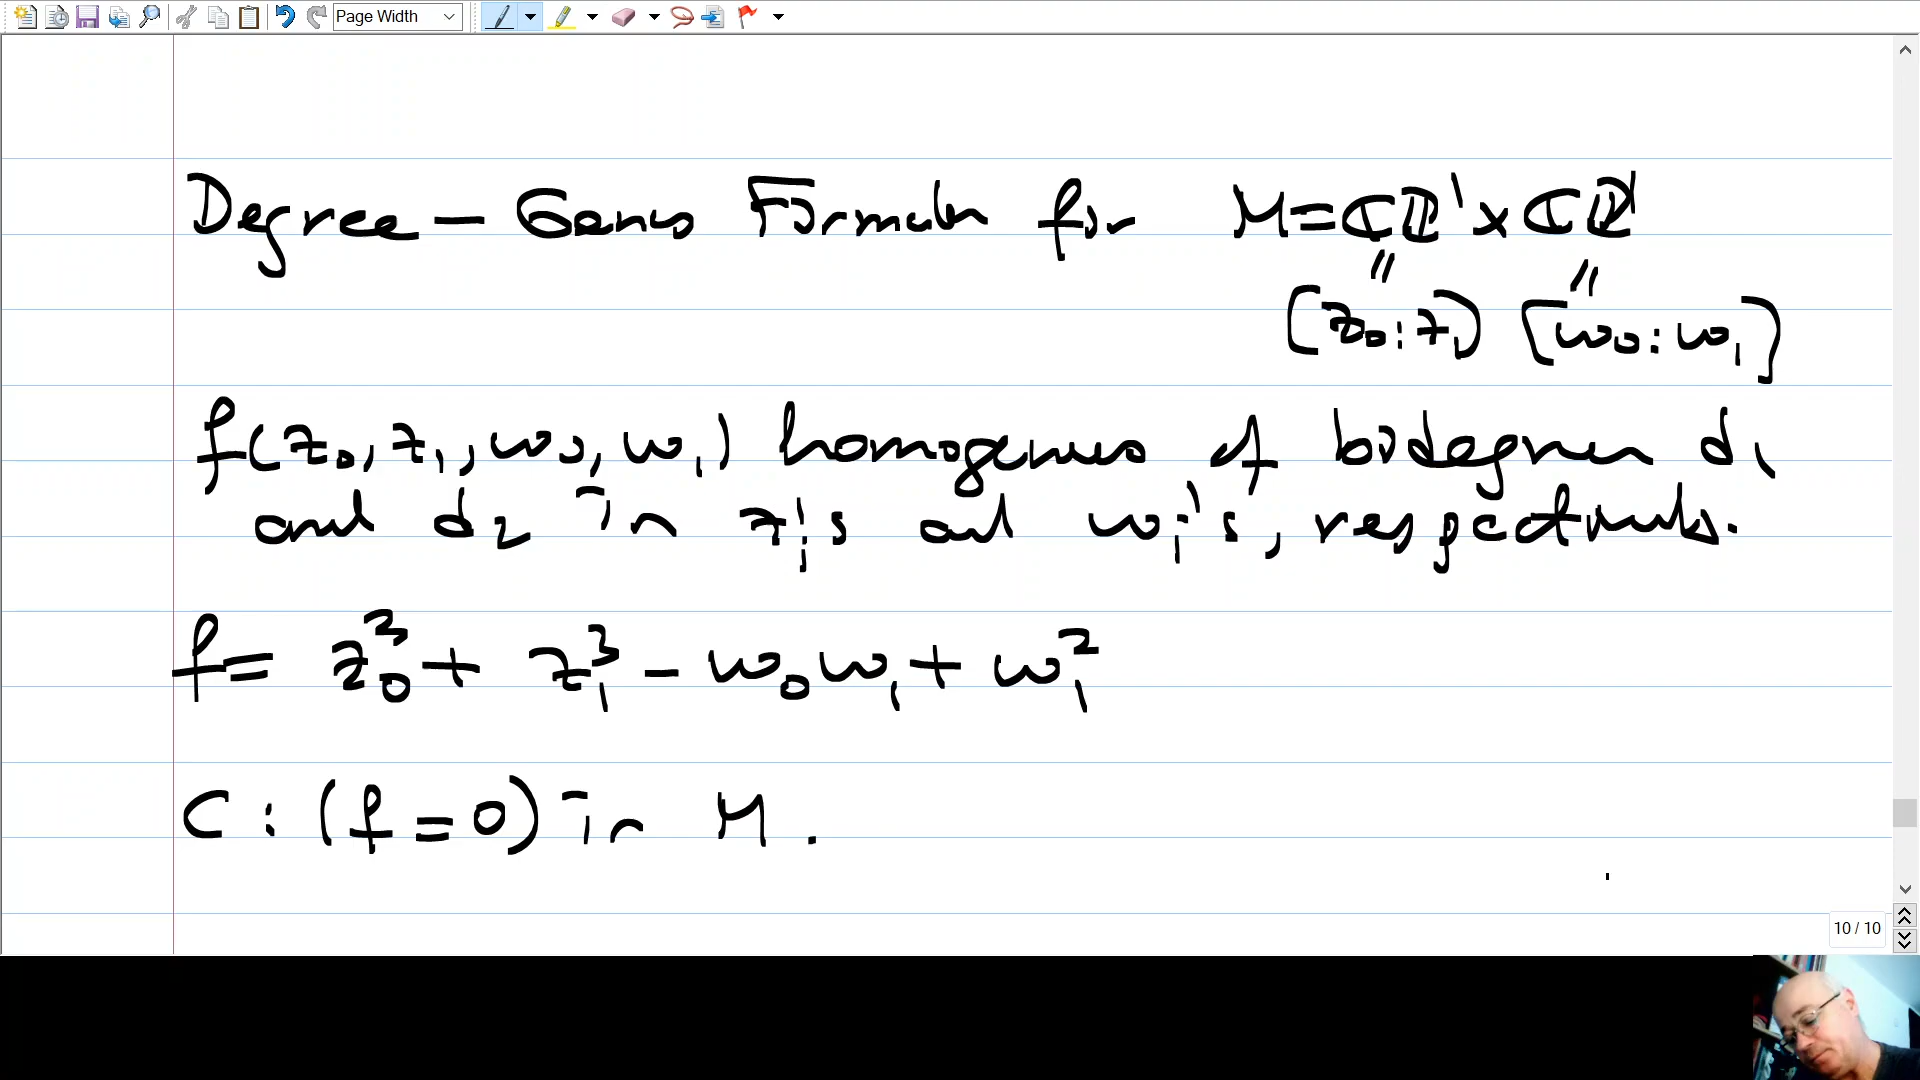 Page Width
Degree - Genus Formula for M = ℂℙ¹ × ℂℙ¹
" "
[z₀ : z₁] [w₀ : w₁]
f(z₀, z₁, w₀, w₁) homogenus of bidegree d₁
and d₂ in zᵢ's and wᵢ's, respectively.
f = z₀³ + z₁³ - w₀w₁ + w₁²
C : (f = 0) in M .
10 / 10